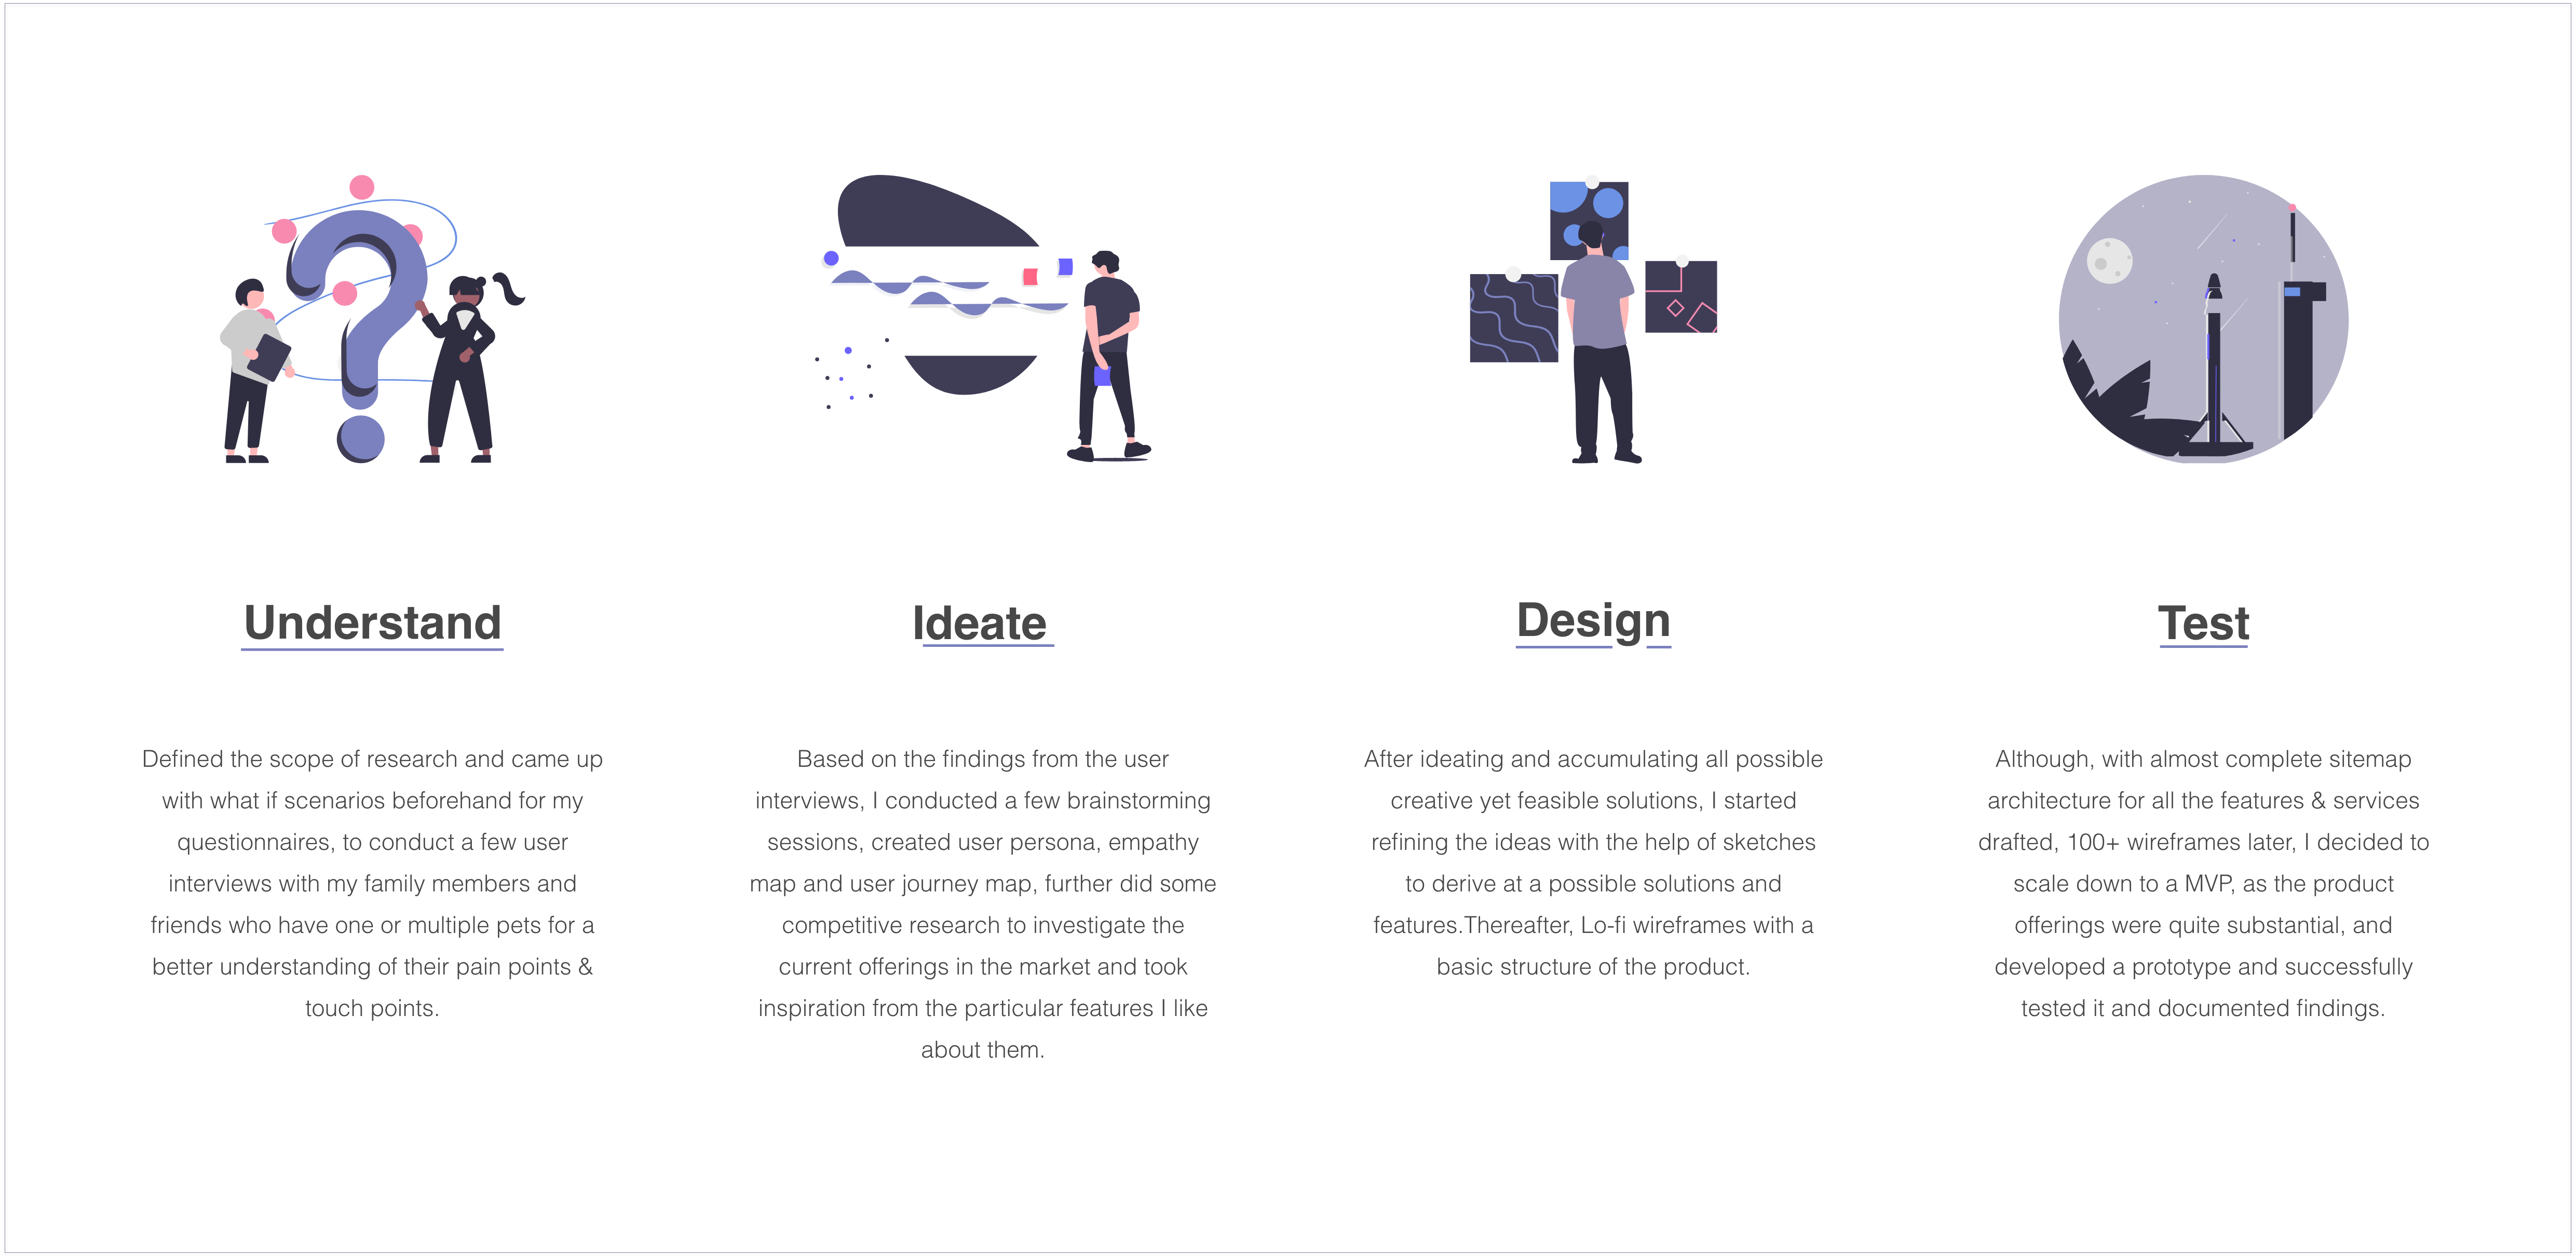 Understand
Defined the scope of research and came up
with what if scenarios beforehand for my
questionnaires, to conduct a few user
interviews with my family members and
friends who have one or multiple pets for a
better understanding of their pain points &
touch points.
Ideate
Based on the findings from the user
interviews, I conducted a few brainstorming
sessions, created user persona, empathy
map and user journey map, further did some
competitive research to investigate the
current offerings in the market and took
inspiration from the particular features I like
about them.
Design
After ideating and accumulating all possible
creative yet feasible solutions, I started
refining the ideas with the help of sketches
to derive at a possible solutions and
features.Thereafter, Lo-fi wireframes with a
basic structure of the product.
Test
Although, with almost complete sitemap
architecture for all the features & services
drafted, 100+ wireframes later, I decided to
scale down to a MVP, as the product
offerings were quite substantial, and
developed a prototype and successfully
tested it and documented findings.